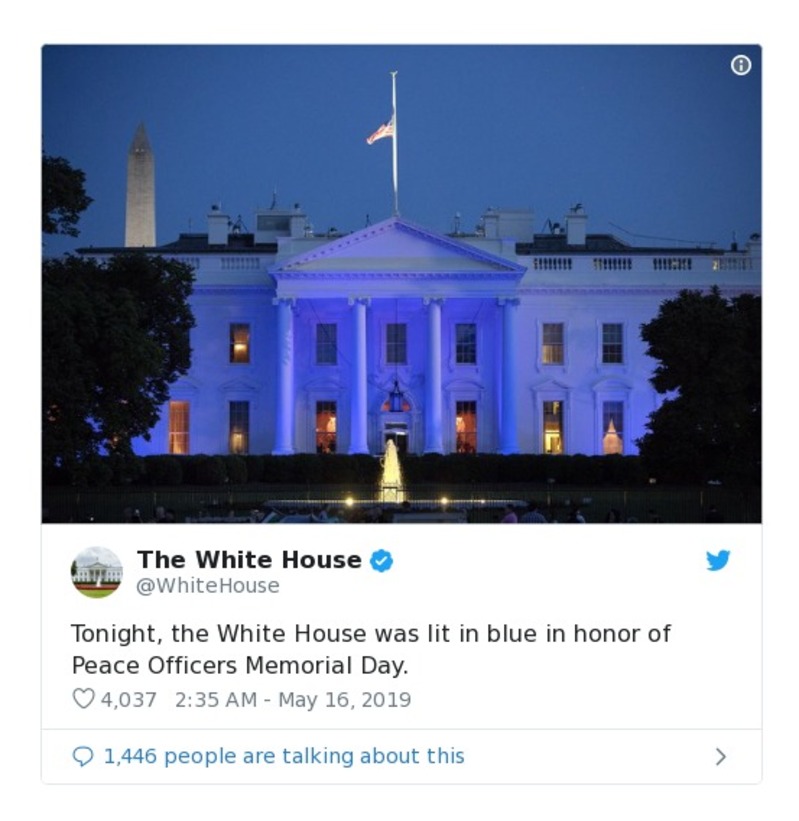 The White House
@WhiteHouse
Tonight, the White House was lit in blue in honor of
Peace Officers Memorial Day.
4,037 2:35 AM - May 16, 2019
1,446 people are talking about this